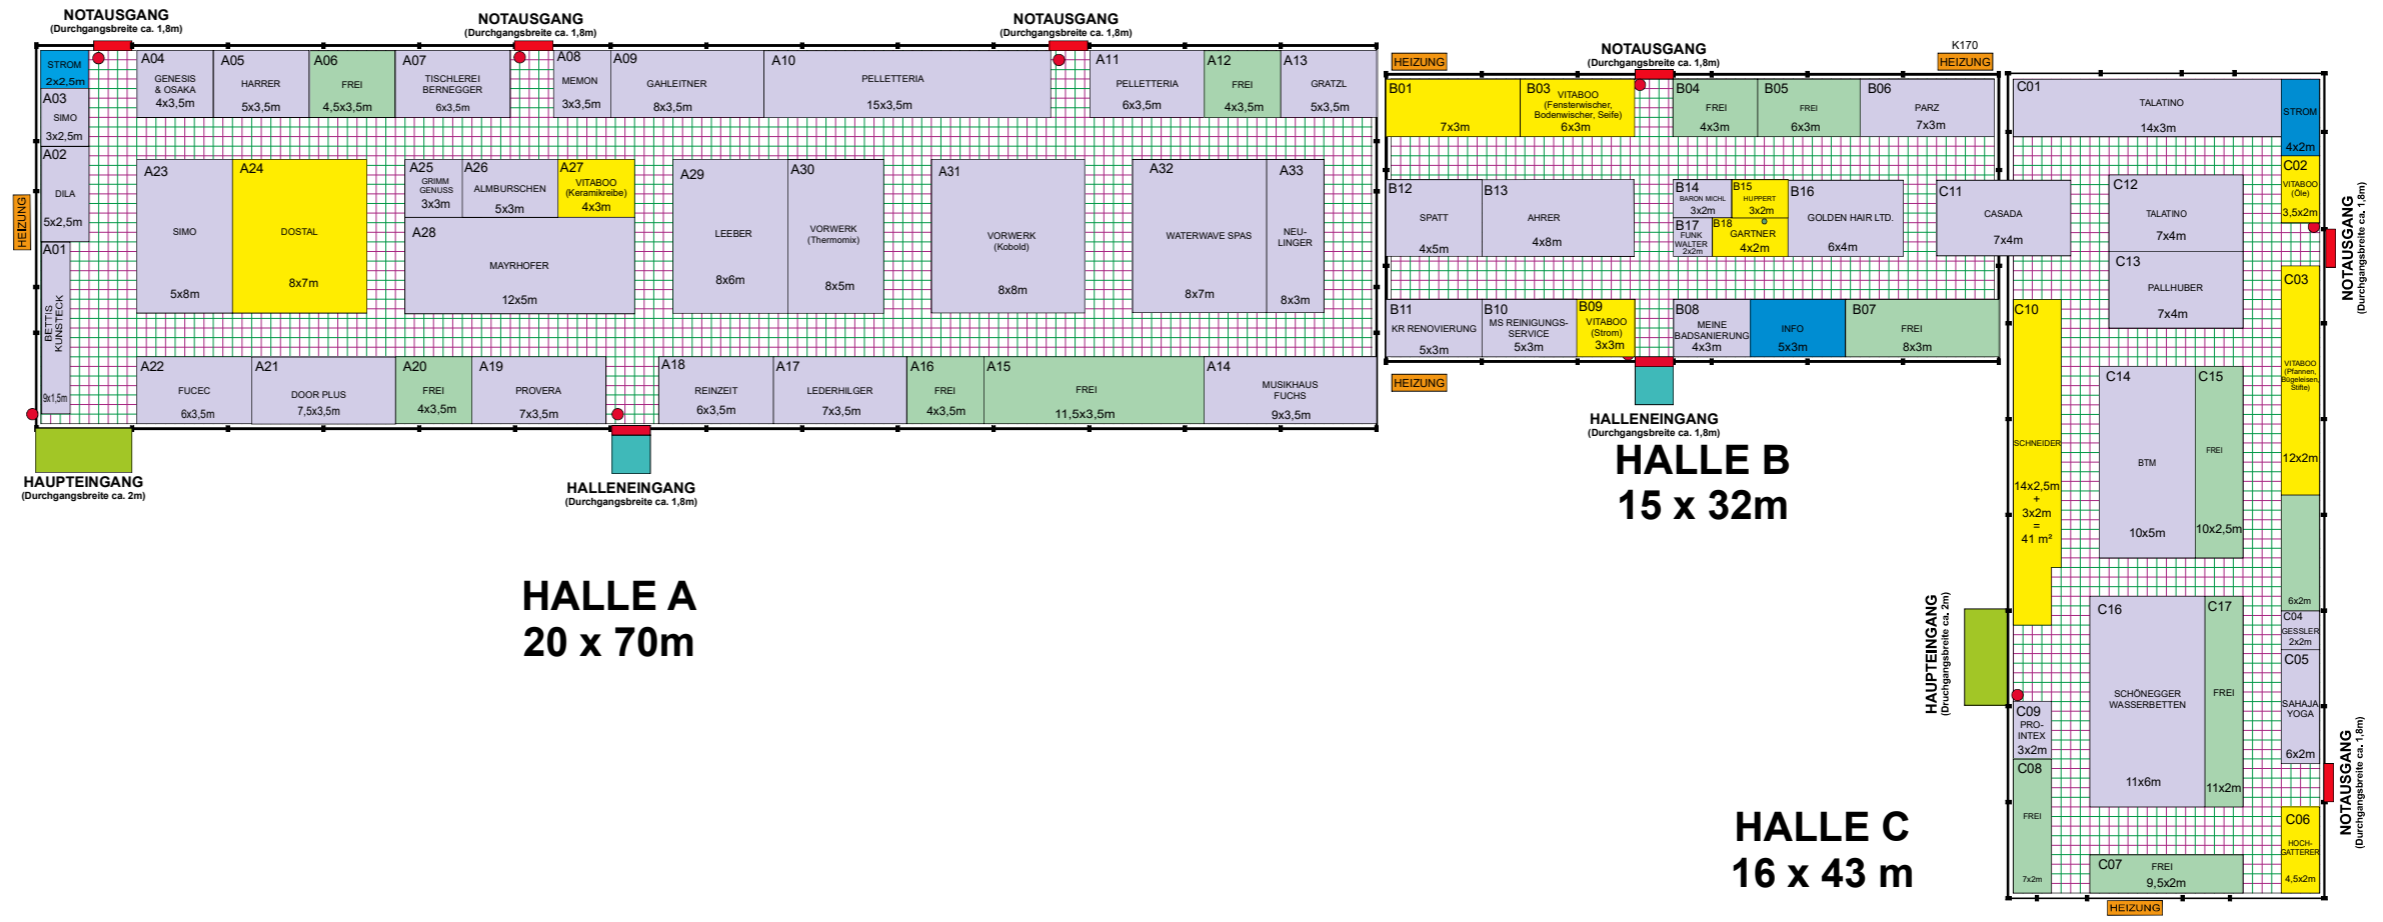 NOTAUSGANG
(Durchgangsbreite ca. 1,8m)
NOTAUSGANG
(Durchgangsbreite ca. 1,8m)
NOTAUSGANG
(Durchgangsbreite ca. 1,8m)
STROM
2x2,5m
A03
SIMO
3x2,5m
A02
DILA
5x2,5m
A01
BETTIS
KUNSTECK
9x1,5m
HEIZUNG
A04
GENESIS
& OSAKA
4x3,5m
A05
HARRER
5x3,5m
A06
FREI
4,5x3,5m
A07
TISCHLEREI
BERNEGGER
6x3,5m
A08
MEMON
3x3,5m
A09
GAHLEITNER
8x3,5m
A10
PELLETTERIA
15x3,5m
A11
PELLETTERIA
6x3,5m
A12
FREI
4x3,5m
A13
GRATZL
5x3,5m
A23
SIMO
5x8m
A24
DOSTAL
8x7m
A25
GRIMM
GENUSS
3x3m
A26
ALMBURSCHEN
5x3m
A27
VITABOO
(Keramikreibe)
4x3m
A28
MAYRHOFER
12x5m
A29
LEEBER
8x6m
A30
VORWERK
(Thermomix)
8x5m
A31
VORWERK
(Kobold)
8x8m
A32
WATERWAVE SPAS
8x7m
A33
NEU-
LINGER
8x3m
A22
FUCEC
6x3,5m
A21
DOOR PLUS
7,5x3,5m
A20
FREI
4x3,5m
A19
PROVERA
7x3,5m
A18
REINZEIT
6x3,5m
A17
LEDERHILGER
7x3,5m
A16
FREI
4x3,5m
A15
FREI
11,5x3,5m
A14
MUSIKHAUS
FUCHS
9x3,5m
HAUPTEINGANG
(Durchgangsbreite ca. 2m)
HALLENEINGANG
(Durchgangsbreite ca. 1,8m)
HALLE A
20 x 70m
HEIZUNG
NOTAUSGANG
(Durchgangsbreite ca. 1,8m)
K170
HEIZUNG
B01
7x3m
B03
VITABOO
(Fensterwischer,
Bodenwischer, Seife)
6x3m
B04
FREI
4x3m
B05
FREI
6x3m
B06
PARZ
7x3m
B12
SPATT
4x5m
B13
AHRER
4x8m
B14
BARON MICHL
3x2m
B15
HUPPERT
3x2m
B17
FUNK
WALTER
2x2m
B18
GARTNER
4x2m
B16
GOLDEN HAIR LTD.
6x4m
B11
KR RENOVIERUNG
5x3m
B10
MS REINIGUNGS-
SERVICE
5x3m
B09
VITABOO
(Strom)
3x3m
B08
MEINE
BADSANIERUNG
4x3m
INFO
5x3m
B07
FREI
8x3m
HEIZUNG
HALLENEINGANG
(Durchgangsbreite ca. 1,8m)
HALLE B
15 x 32m
C01
TALATINO
14x3m
STROM
4x2m
C02
VITABOO
(Öle)
3,5x2m
C11
CASADA
7x4m
C12
TALATINO
7x4m
C13
PALLHUBER
7x4m
NOTAUSGANG
(Durchgangsbreite ca. 1,8m)
C03
VITABOO
(Pfannen,
Bügeleisen,
Stifte)
12x2m
C10
SCHNEIDER
14x2,5m
+
3x2m
=
41 m²
C14
BTM
10x5m
C15
FREI
10x2,5m
6x2m
C04
GESSLER
2x2m
C05
SAHAJA
YOGA
6x2m
C16
SCHÖNEGGER
WASSERBETTEN
11x6m
C17
FREI
11x2m
HAUPTEINGANG
(Druchgangsbreite ca. 2m)
C09
PRO-
INTEX
3x2m
C08
FREI
7x2m
C07
FREI
9,5x2m
C06
HOCH-
GATTERER
4,5x2m
NOTAUSGANG
(Durchgangsbreite ca. 1,8m)
HEIZUNG
HALLE C
16 x 43 m